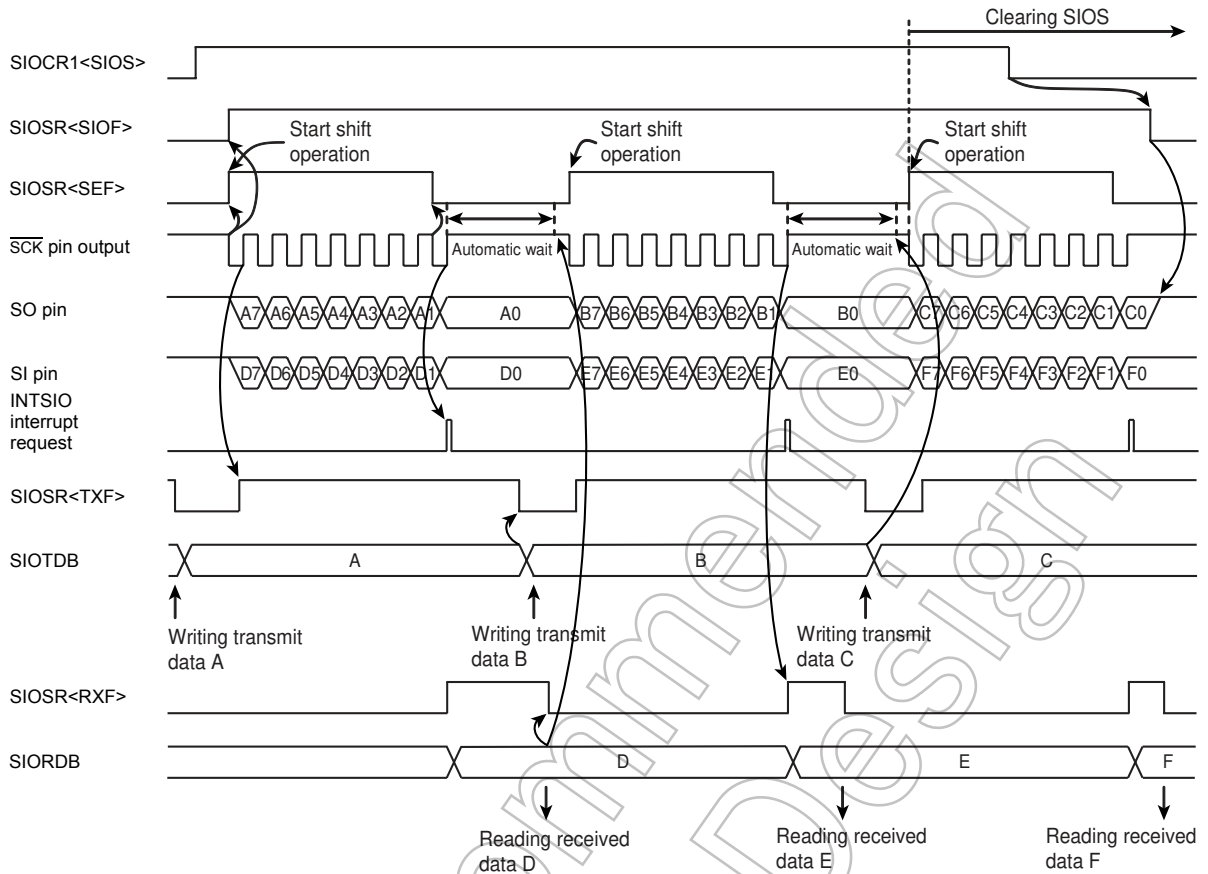 Clearing SIOS
SIOCR1<SIOS>
SIOSR<SIOF>
Start shift
operation
Start shift
operation
Start shift
operation
SIOSR<SEF>
SCK pin output
Automatic wait
Automatic wait
SO pin
A7 A6 A5 A4 A3 A2 A1 A0 B7 B6 B5 B4 B3 B2 B1 B0 C7 C6 C5 C4 C3 C2 C1 C0
SI pin
D7 D6 D5 D4 D3 D2 D1 D0 E7 E6 E5 E4 E3 E2 E1 E0 F7 F6 F5 F4 F3 F2 F1 F0
INTSIO
interrupt
request
SIOSR<TXF>
SIOTDB
A B C
Writing transmit
data A
Writing transmit
data B
Writing transmit
data C
SIOSR<RXF>
SIORDB
D E F
Reading received
data D
Reading received
data E
Reading received
data F
Design